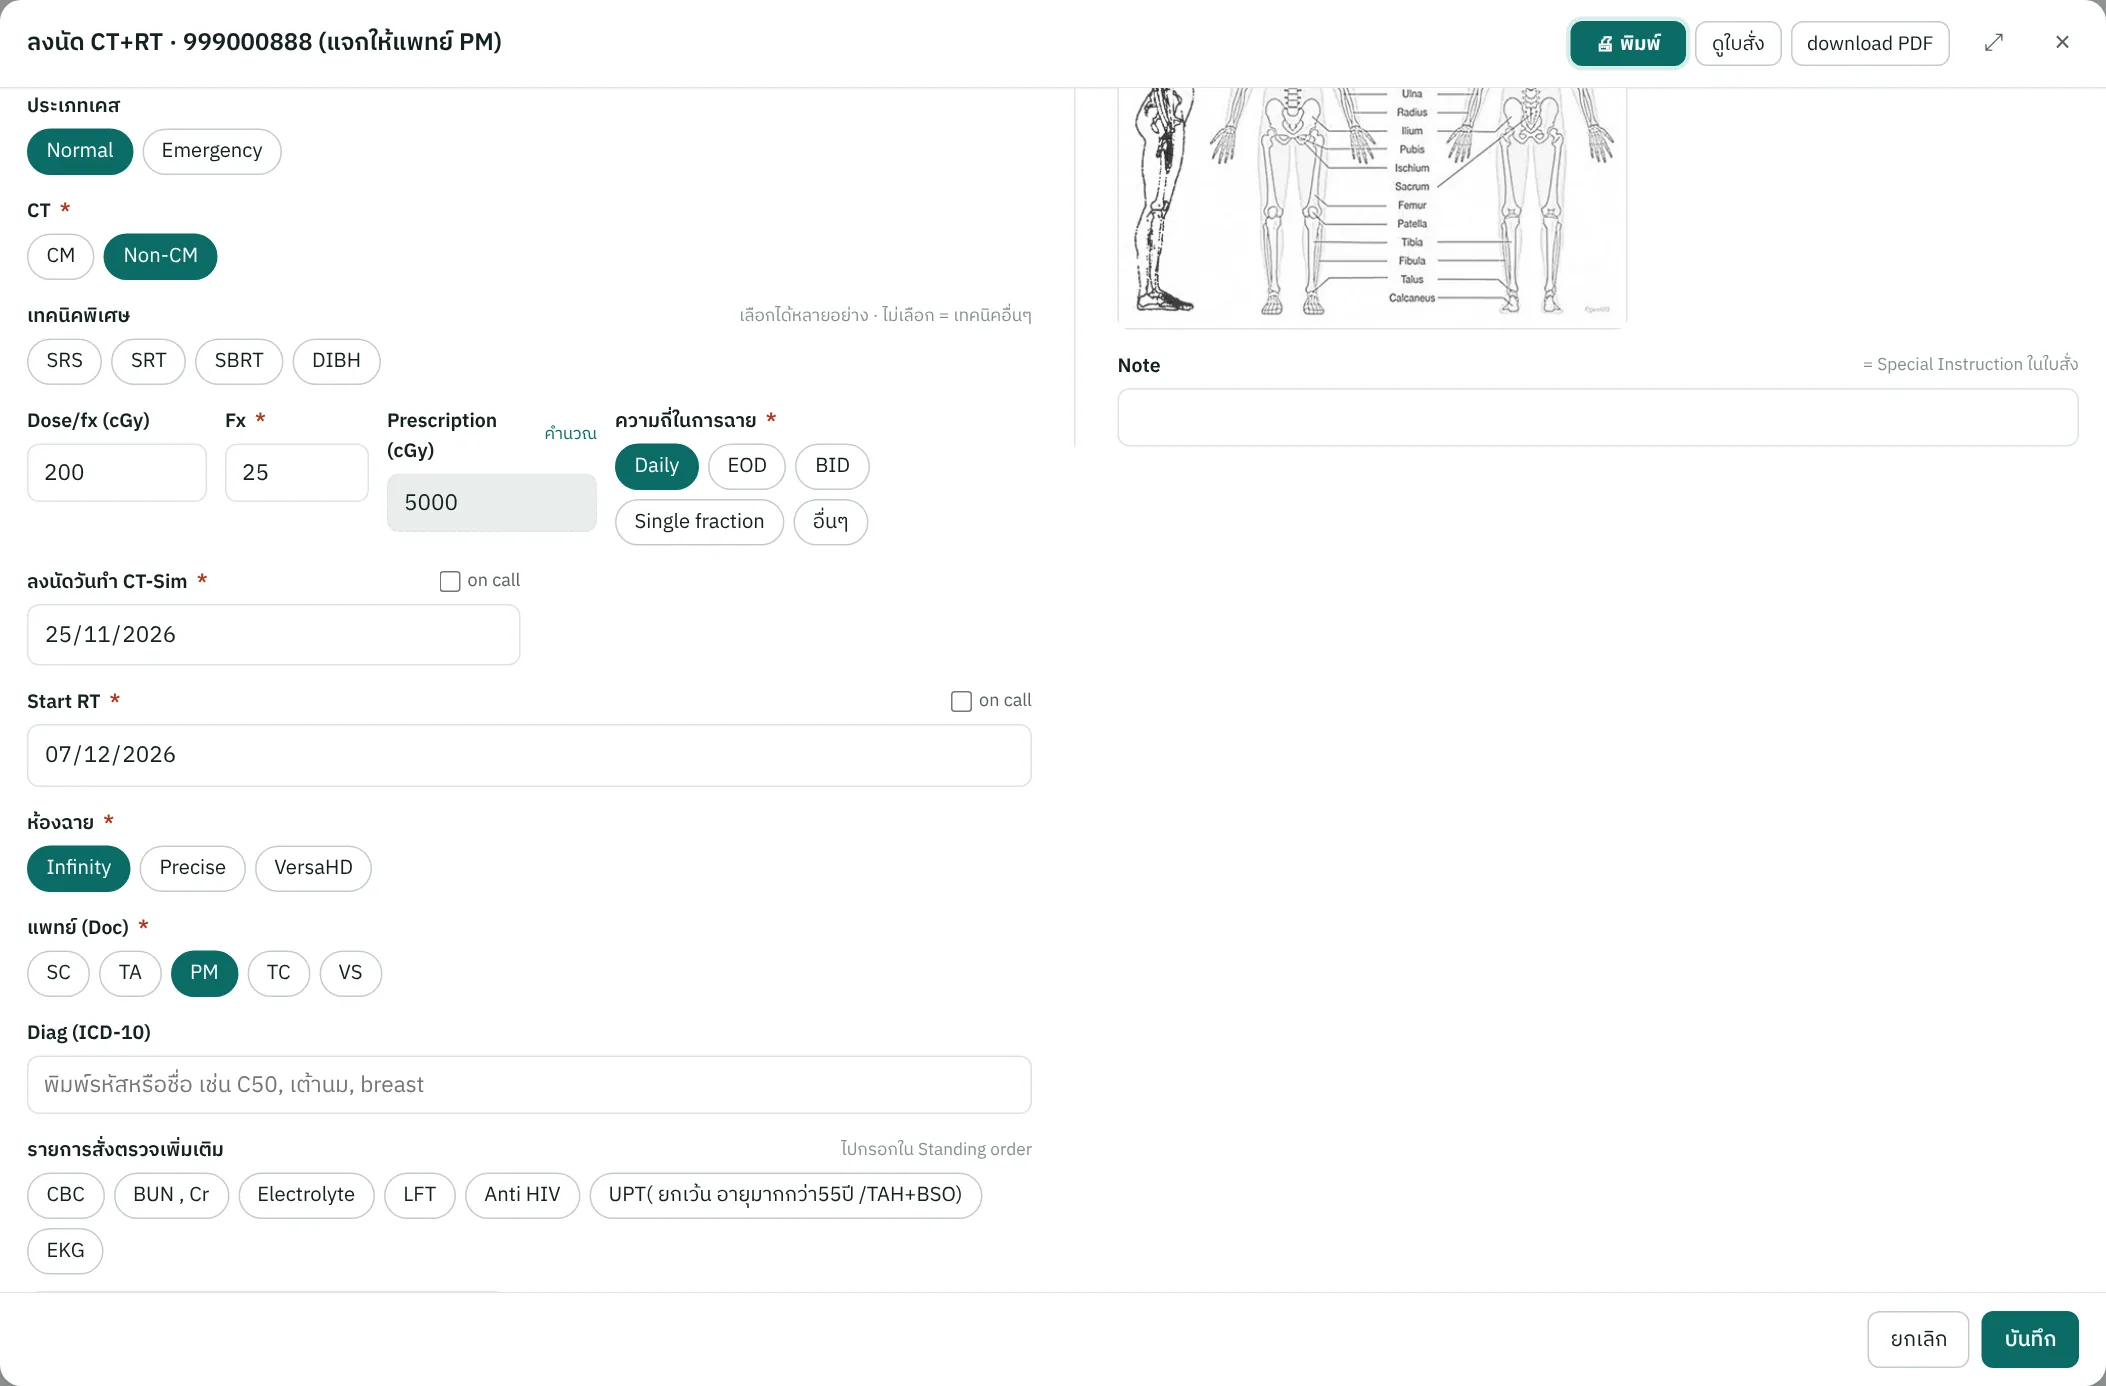 ลงนัด CT+RT · 999000888 (แจกให้แพทย์ PM)
พิมพ์
ดูใบสั่ง
download PDF
ประเภทเคส
Normal
Emergency
CT *
CM
Non-CM
เทคนิคพิเศษ
เลือกได้หลายอย่าง · ไม่เลือก = เทคนิคอื่นๆ
SRS
SRT
SBRT
DIBH
Dose/fx (cGy)
200
Fx *
25
Prescription
(cGy)
คำนวณ
5000
ความถี่ในการฉาย *
Daily
EOD
BID
Single fraction
อื่นๆ
ลงนัดวันทำ CT-Sim *
on call
25/11/2026
Start RT *
on call
07/12/2026
ห้องฉาย *
Infinity
Precise
VersaHD
แพทย์ (Doc) *
SC
TA
PM
TC
VS
Diag (ICD-10)
พิมพ์รหัสหรือชื่อ เช่น C50, เต้านม, breast
รายการสั่งตรวจเพิ่มเติม
ไปกรอกใน Standing order
CBC
BUN , Cr
Electrolyte
LFT
Anti HIV
UPT( ยกเว้น อายุมากกว่า55ปี /TAH+BSO)
EKG
Ulna
Radius
Ilium
Pubis
Ischium
Sacrum
Femur
Patella
Tibia
Fibula
Talus
Calcaneus
Note
= Special Instruction ในใบสั่ง
ยกเลิก
บันทึก